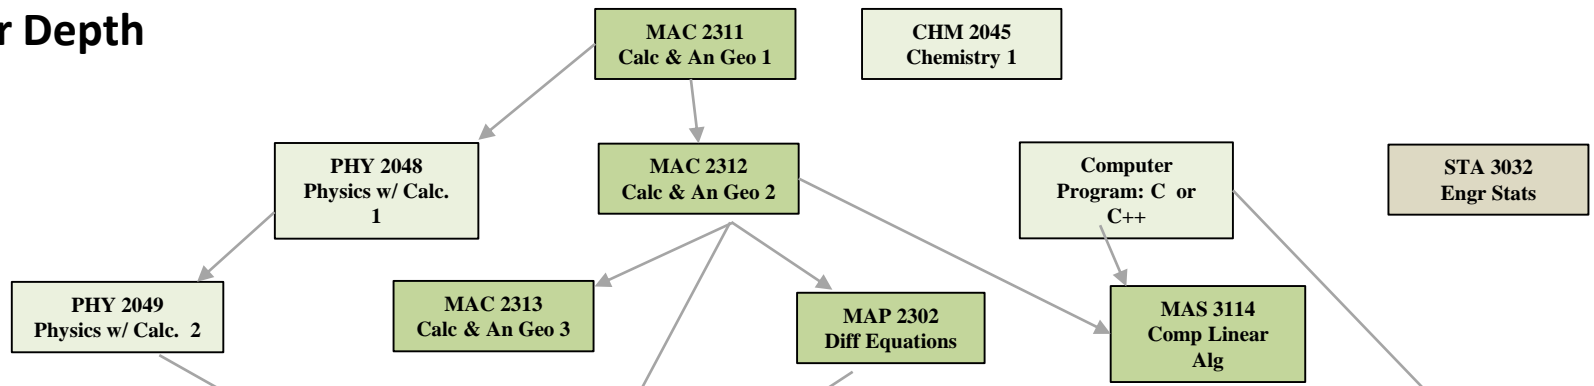 r Depth
MAC 2311
Calc & An Geo 1
CHM 2045
Chemistry 1
PHY 2048
Physics w/ Calc.
1
MAC 2312
Calc & An Geo 2
Computer
Program: C or
C++
STA 3032
Engr Stats
PHY 2049
Physics w/ Calc. 2
MAC 2313
Calc & An Geo 3
MAP 2302
Diff Equations
MAS 3114
Comp Linear
Alg